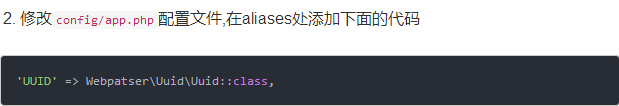 2. 修改 config/app.php 配置文件,在aliases处添加下面的代码
'UUID' => Webpatser\Uuid\Uuid::class,